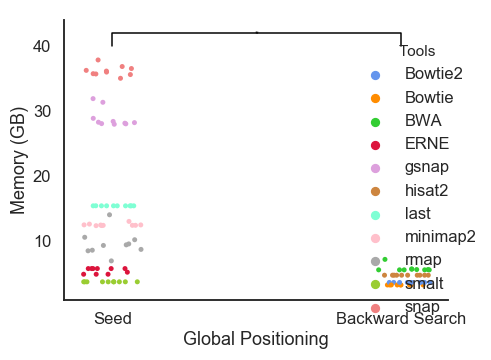 40
30
20
10
Memory (GB)
Seed
Backward Search
Global Positioning
Tools
Bowtie2
Bowtie
BWA
ERNE
gsnap
hisat2
last
minimap2
rmap
smalt
snap